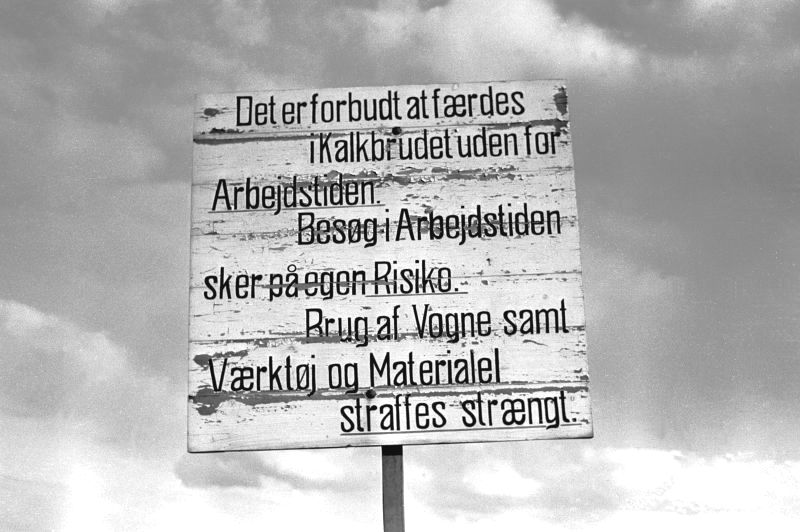 Det er forbudt at færdes
i Kalkbrudet uden for
Arbejdstiden.
Besøg i Arbejdstiden
sker på egen Risiko.
Brug af Vogne samt
Værktøj og Materialel
straffes strængt.